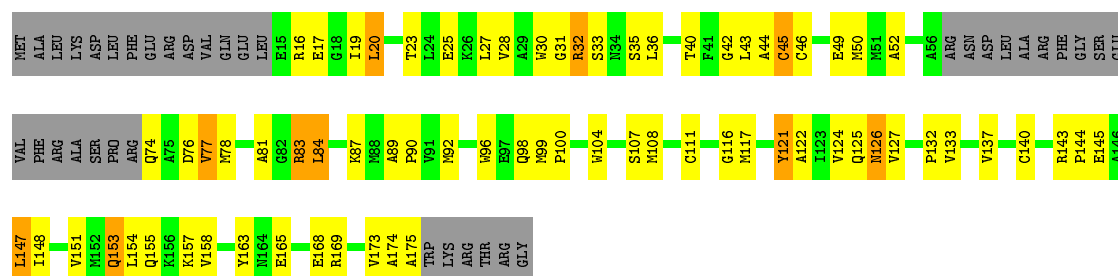 MET ALA LEU LYS ASP LEU PHE GLU ARG ASP VAL GLN GLU LEU E15 R16 E17 G18 I19 L20 T23 L24 E25 K26 L27 V28 A29 W30 G31 R32 S33 N34 S35 L36 T40 F41 G42 L43 A44 C45 C46 E49 M50 M51 A52 A56 ARG ASN ASP LEU ALA ARG PHE GLY SER GLU
VAL PHE ARG ALA SER PRO ARG Q74 A75 D76 V77 M78 A81 G82 R83 L84 K87 M88 A89 P90 V91 M92 W96 E97 Q98 M99 P100 W104 S107 M108 C111 G116 M117 Y121 A122 I123 V124 Q125 N126 V127 P132 V133 V137 C140 R143 P144 E145 A146
L147 I148 V151 M152 Q153 L154 Q155 K156 K157 V158 Y163 N164 E165 E168 R169 V173 A174 A175 TRP LYS ARG THR ARG GLY